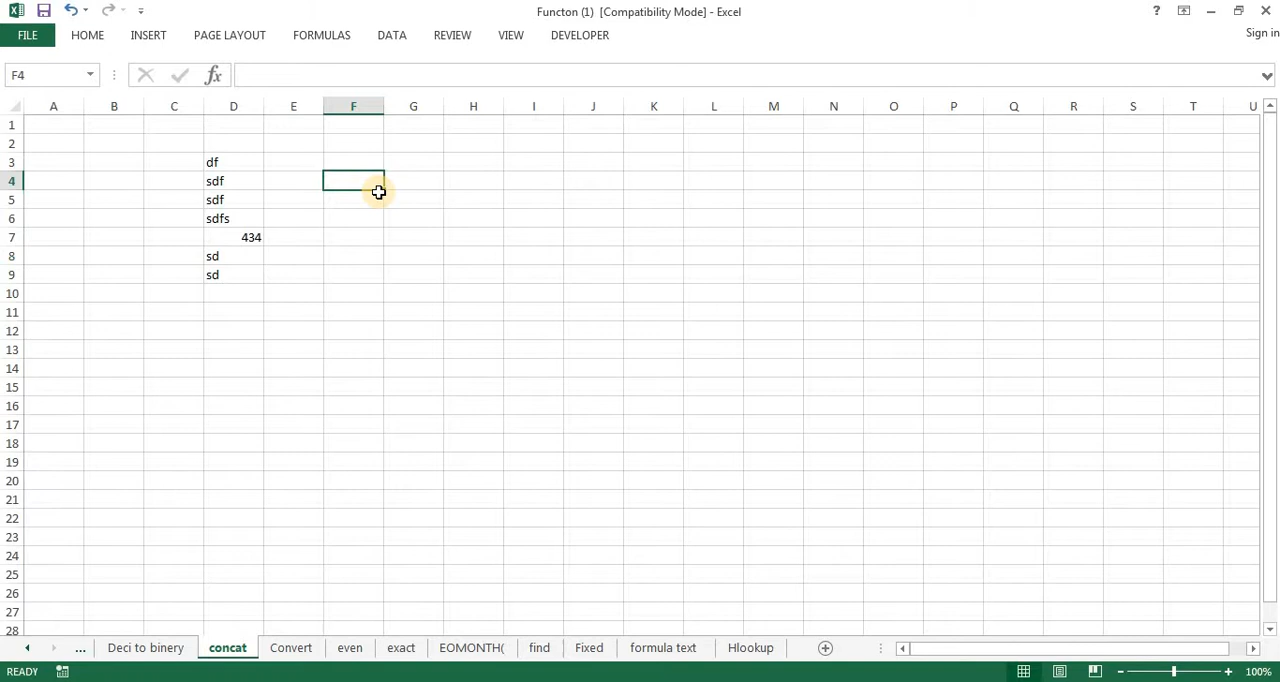 Functon (1) [Compatibility Mode] - Excel
?
FILE HOME INSERT PAGE LAYOUT FORMULAS DATA REVIEW VIEW DEVELOPER
Sign in
F4 fx
A B C D E F G H I J K L M N O P Q R S T U
1
2
3 df
4 sdf
5 sdf
6 sdfs
7 434
8 sd
9 sd
10
11
12
13
14
15
16
17
18
19
20
21
22
23
24
25
26
27
28
... Deci to binery concat Convert even exact EOMONTH( find Fixed formula text Hlookup
READY 100%